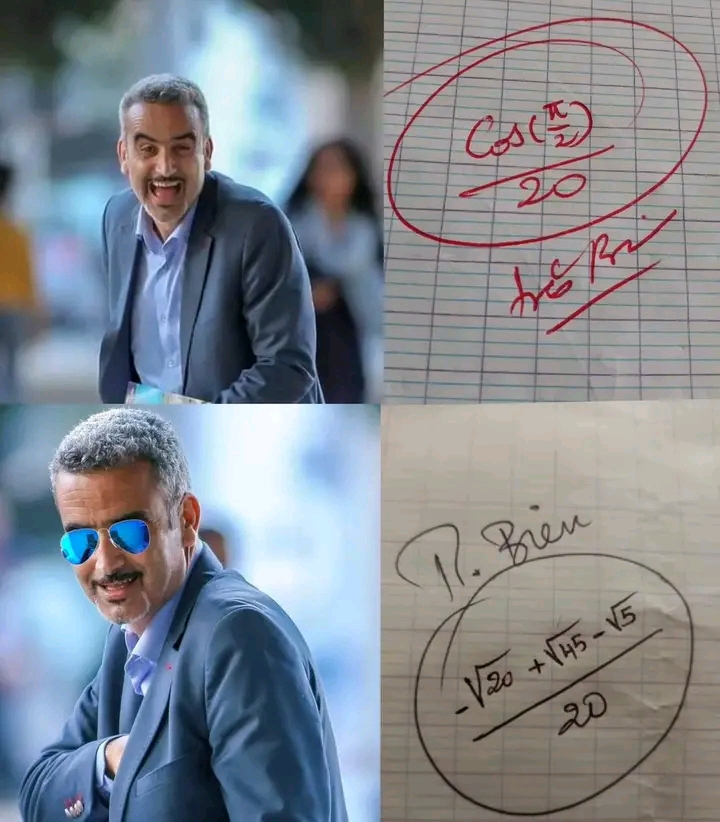 Cos(π/2)
20
très Bien
T. Bien
-√20 + √45 - √5
20